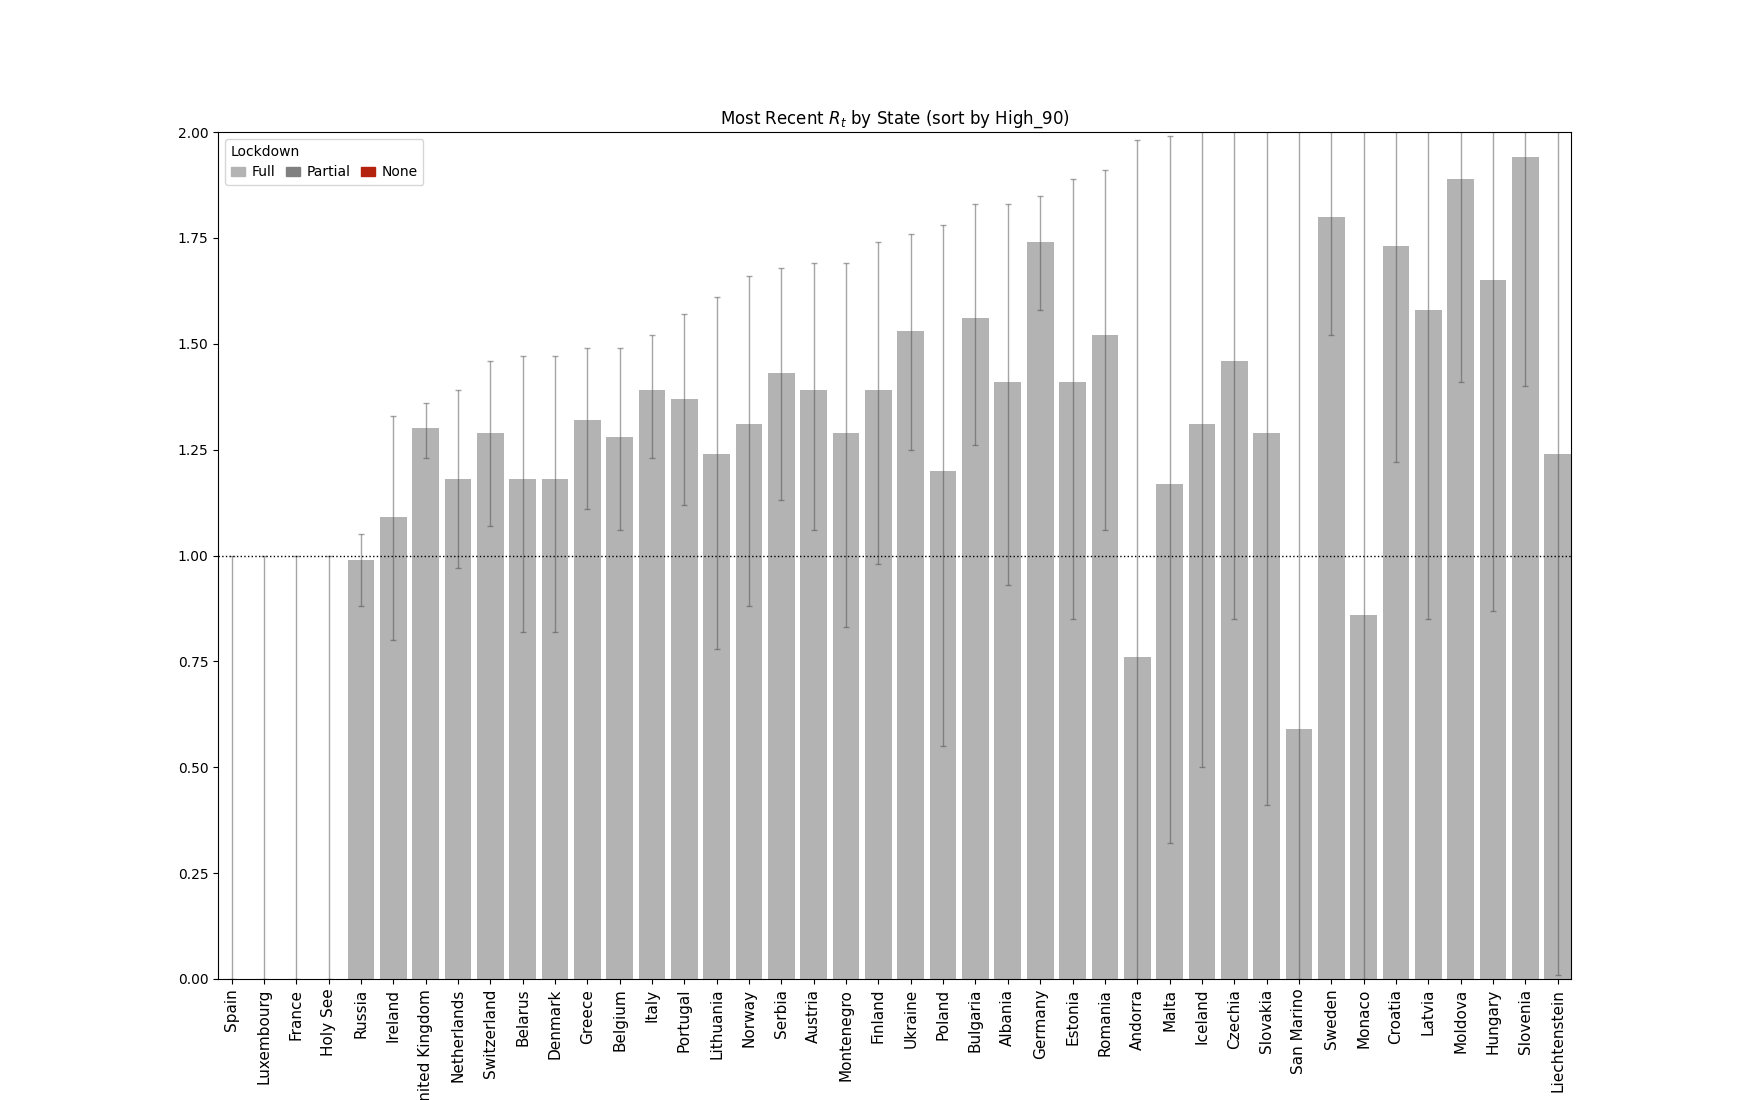 Most Recent R_t by State (sort by High_90)
Lockdown
Full Partial None
2.00
1.75
1.50
1.25
1.00
0.75
0.50
0.25
0.00
Spain
Luxembourg
France
Holy See
Russia
Ireland
nited Kingdom
Netherlands
Switzerland
Belarus
Denmark
Greece
Belgium
Italy
Portugal
Lithuania
Norway
Serbia
Austria
Montenegro
Finland
Ukraine
Poland
Bulgaria
Albania
Germany
Estonia
Romania
Andorra
Malta
Iceland
Czechia
Slovakia
San Marino
Sweden
Monaco
Croatia
Latvia
Moldova
Hungary
Slovenia
Liechtenstein